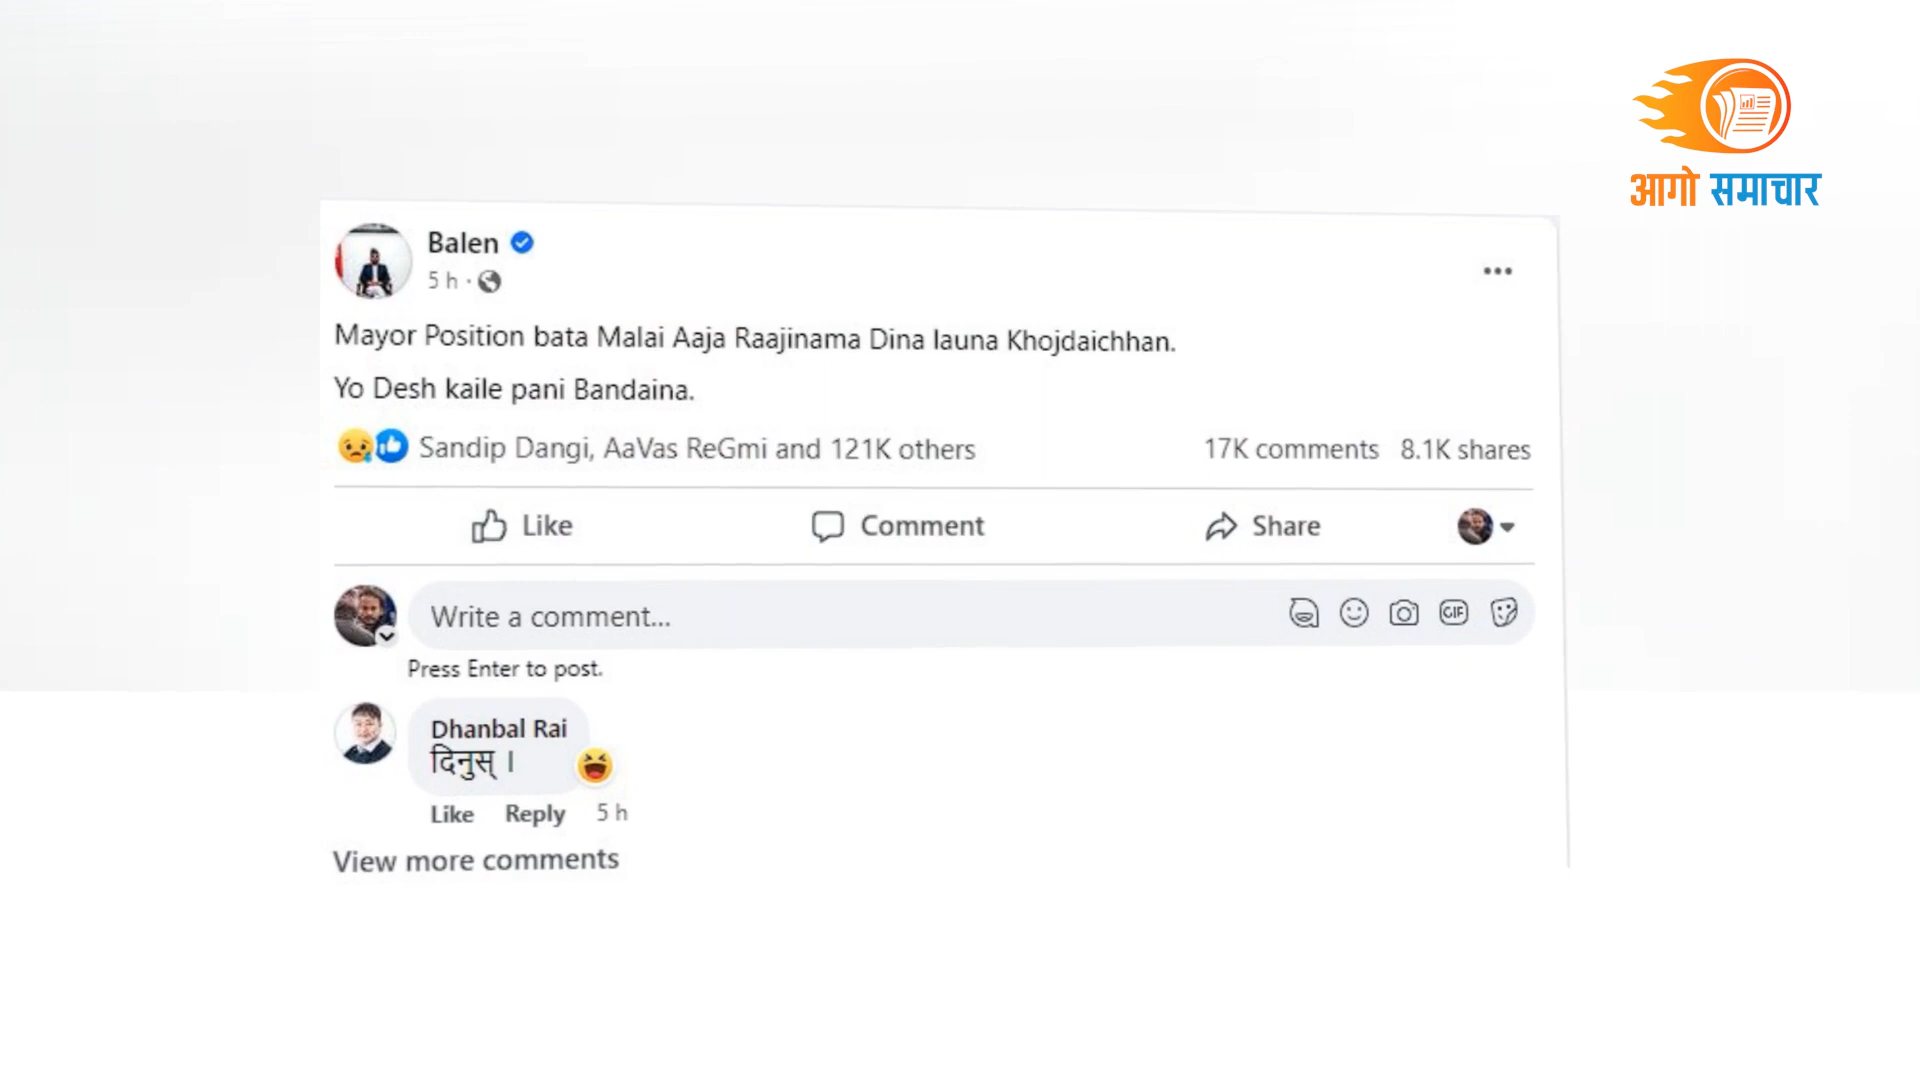 आगो समाचार
Balen
5 h ·
Mayor Position bata Malai Aaja Raajinama Dina launa Khojdaichhan.
Yo Desh kaile pani Bandaina.
Sandip Dangi, AaVas ReGmi and 121K others 17K comments 8.1K shares
Like Comment Share
Write a comment... GIF
Press Enter to post.
Dhanbal Rai
दिनुस् ।
Like Reply 5 h
View more comments